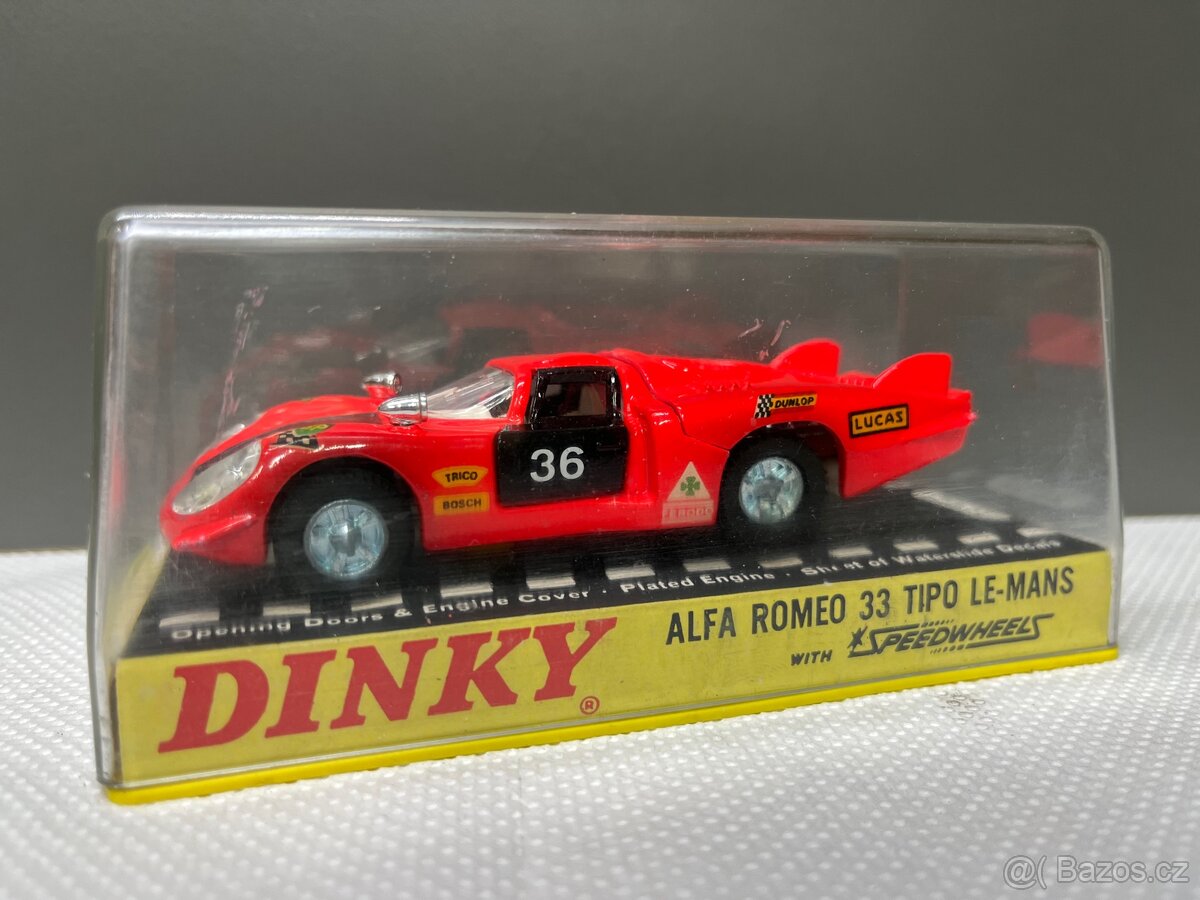 DUNLOP
LUCAS
TRICO
BOSCH
36
Opening Doors & Engine Cover · Plated Engine · Sheet of Waterslide Decals
DINKY ®
ALFA ROMEO 33 TIPO LE-MANS
WITH SPEEDWHEELS
@( Bazos.cz